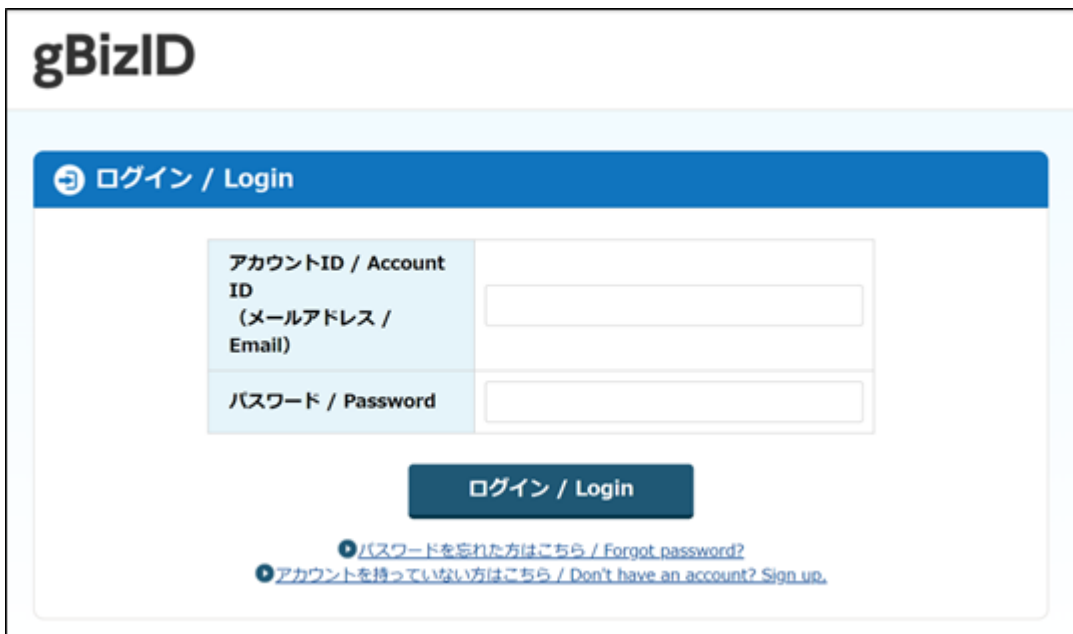 gBizID
ログイン / Login
アカウントID / Account
ID
（メールアドレス /
Email）
パスワード / Password
ログイン / Login
パスワードを忘れた方はこちら / Forgot password?
アカウントを持っていない方はこちら / Don't have an account? Sign up.